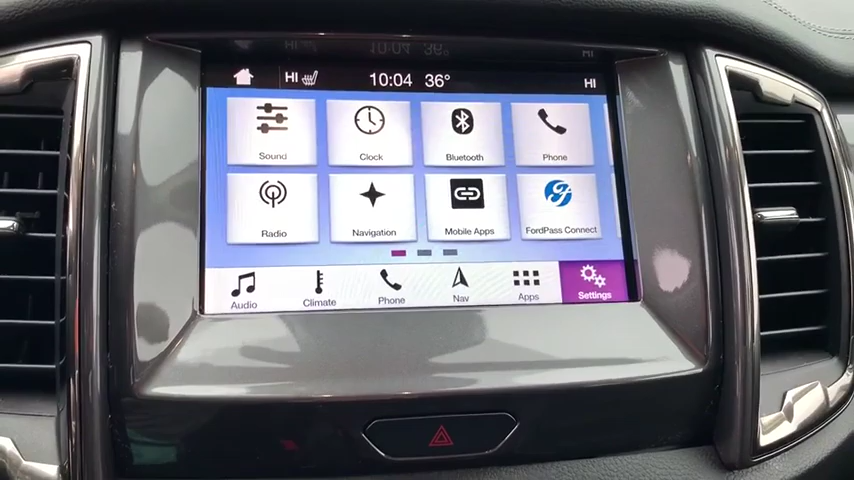 HI 10:04 36° HI
Sound Clock Bluetooth Phone
Radio Navigation Mobile Apps FordPass Connect
Audio Climate Phone Nav Apps Settings